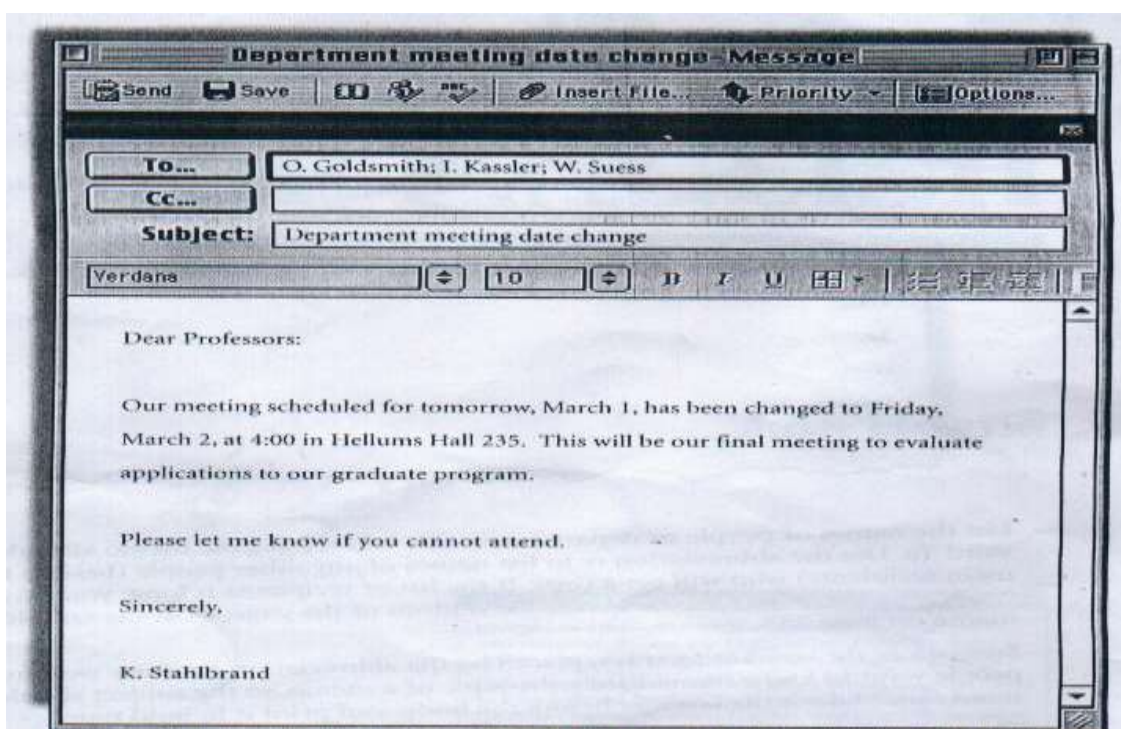 Department meeting date change-Message
Send Save Insert File... Priority Options...
To... O. Goldsmith; I. Kassler; W. Suess
Cc...
Subject: Department meeting date change
Verdana 10 B I U
Dear Professors:
Our meeting scheduled for tomorrow, March 1, has been changed to Friday,
March 2, at 4:00 in Hellums Hall 235. This will be our final meeting to evaluate
applications to our graduate program.
Please let me know if you cannot attend.
Sincerely,
K. Stahlbrand